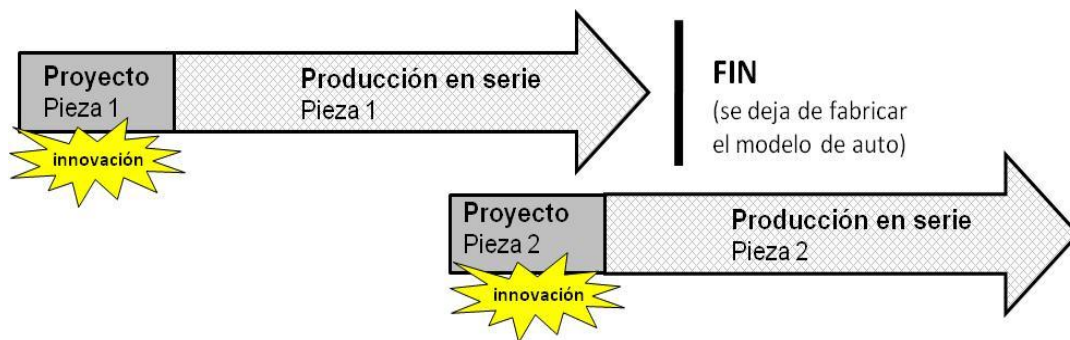 Proyecto
Pieza 1
innovación
Producción en serie
Pieza 1
FIN
(se deja de fabricar
el modelo de auto)
Proyecto
Pieza 2
innovación
Producción en serie
Pieza 2